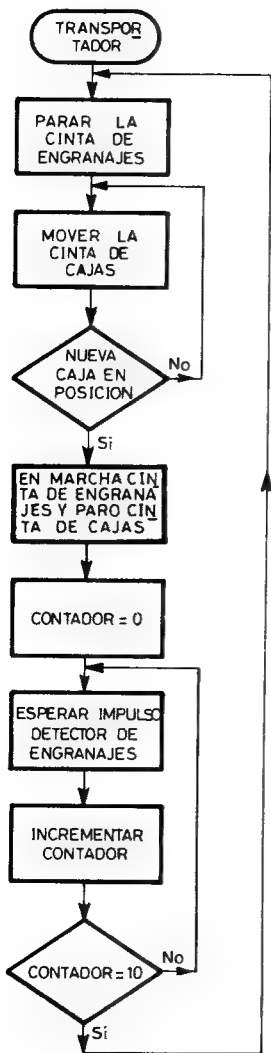 TRANSPOR
TADOR
PARAR LA
CINTA DE
ENGRANAJES
MOVER LA
CINTA DE
CAJAS
NUEVA
CAJA EN
POSICION
No
Sí
EN MARCHA CIN
TA DE ENGRANA
JES Y PARO CIN
TA DE CAJAS
CONTADOR = 0
ESPERAR IMPULSO
DETECTOR DE
ENGRANAJES
INCREMENTAR
CONTADOR
CONTADOR = 10
No
Sí